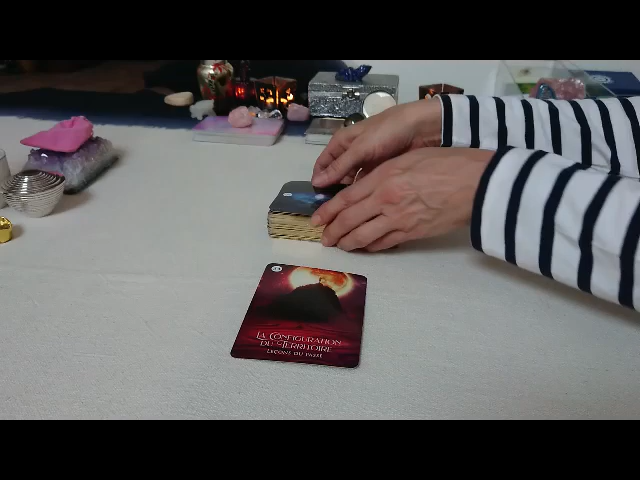 La Configuration
du Territoire
Leçons du passé